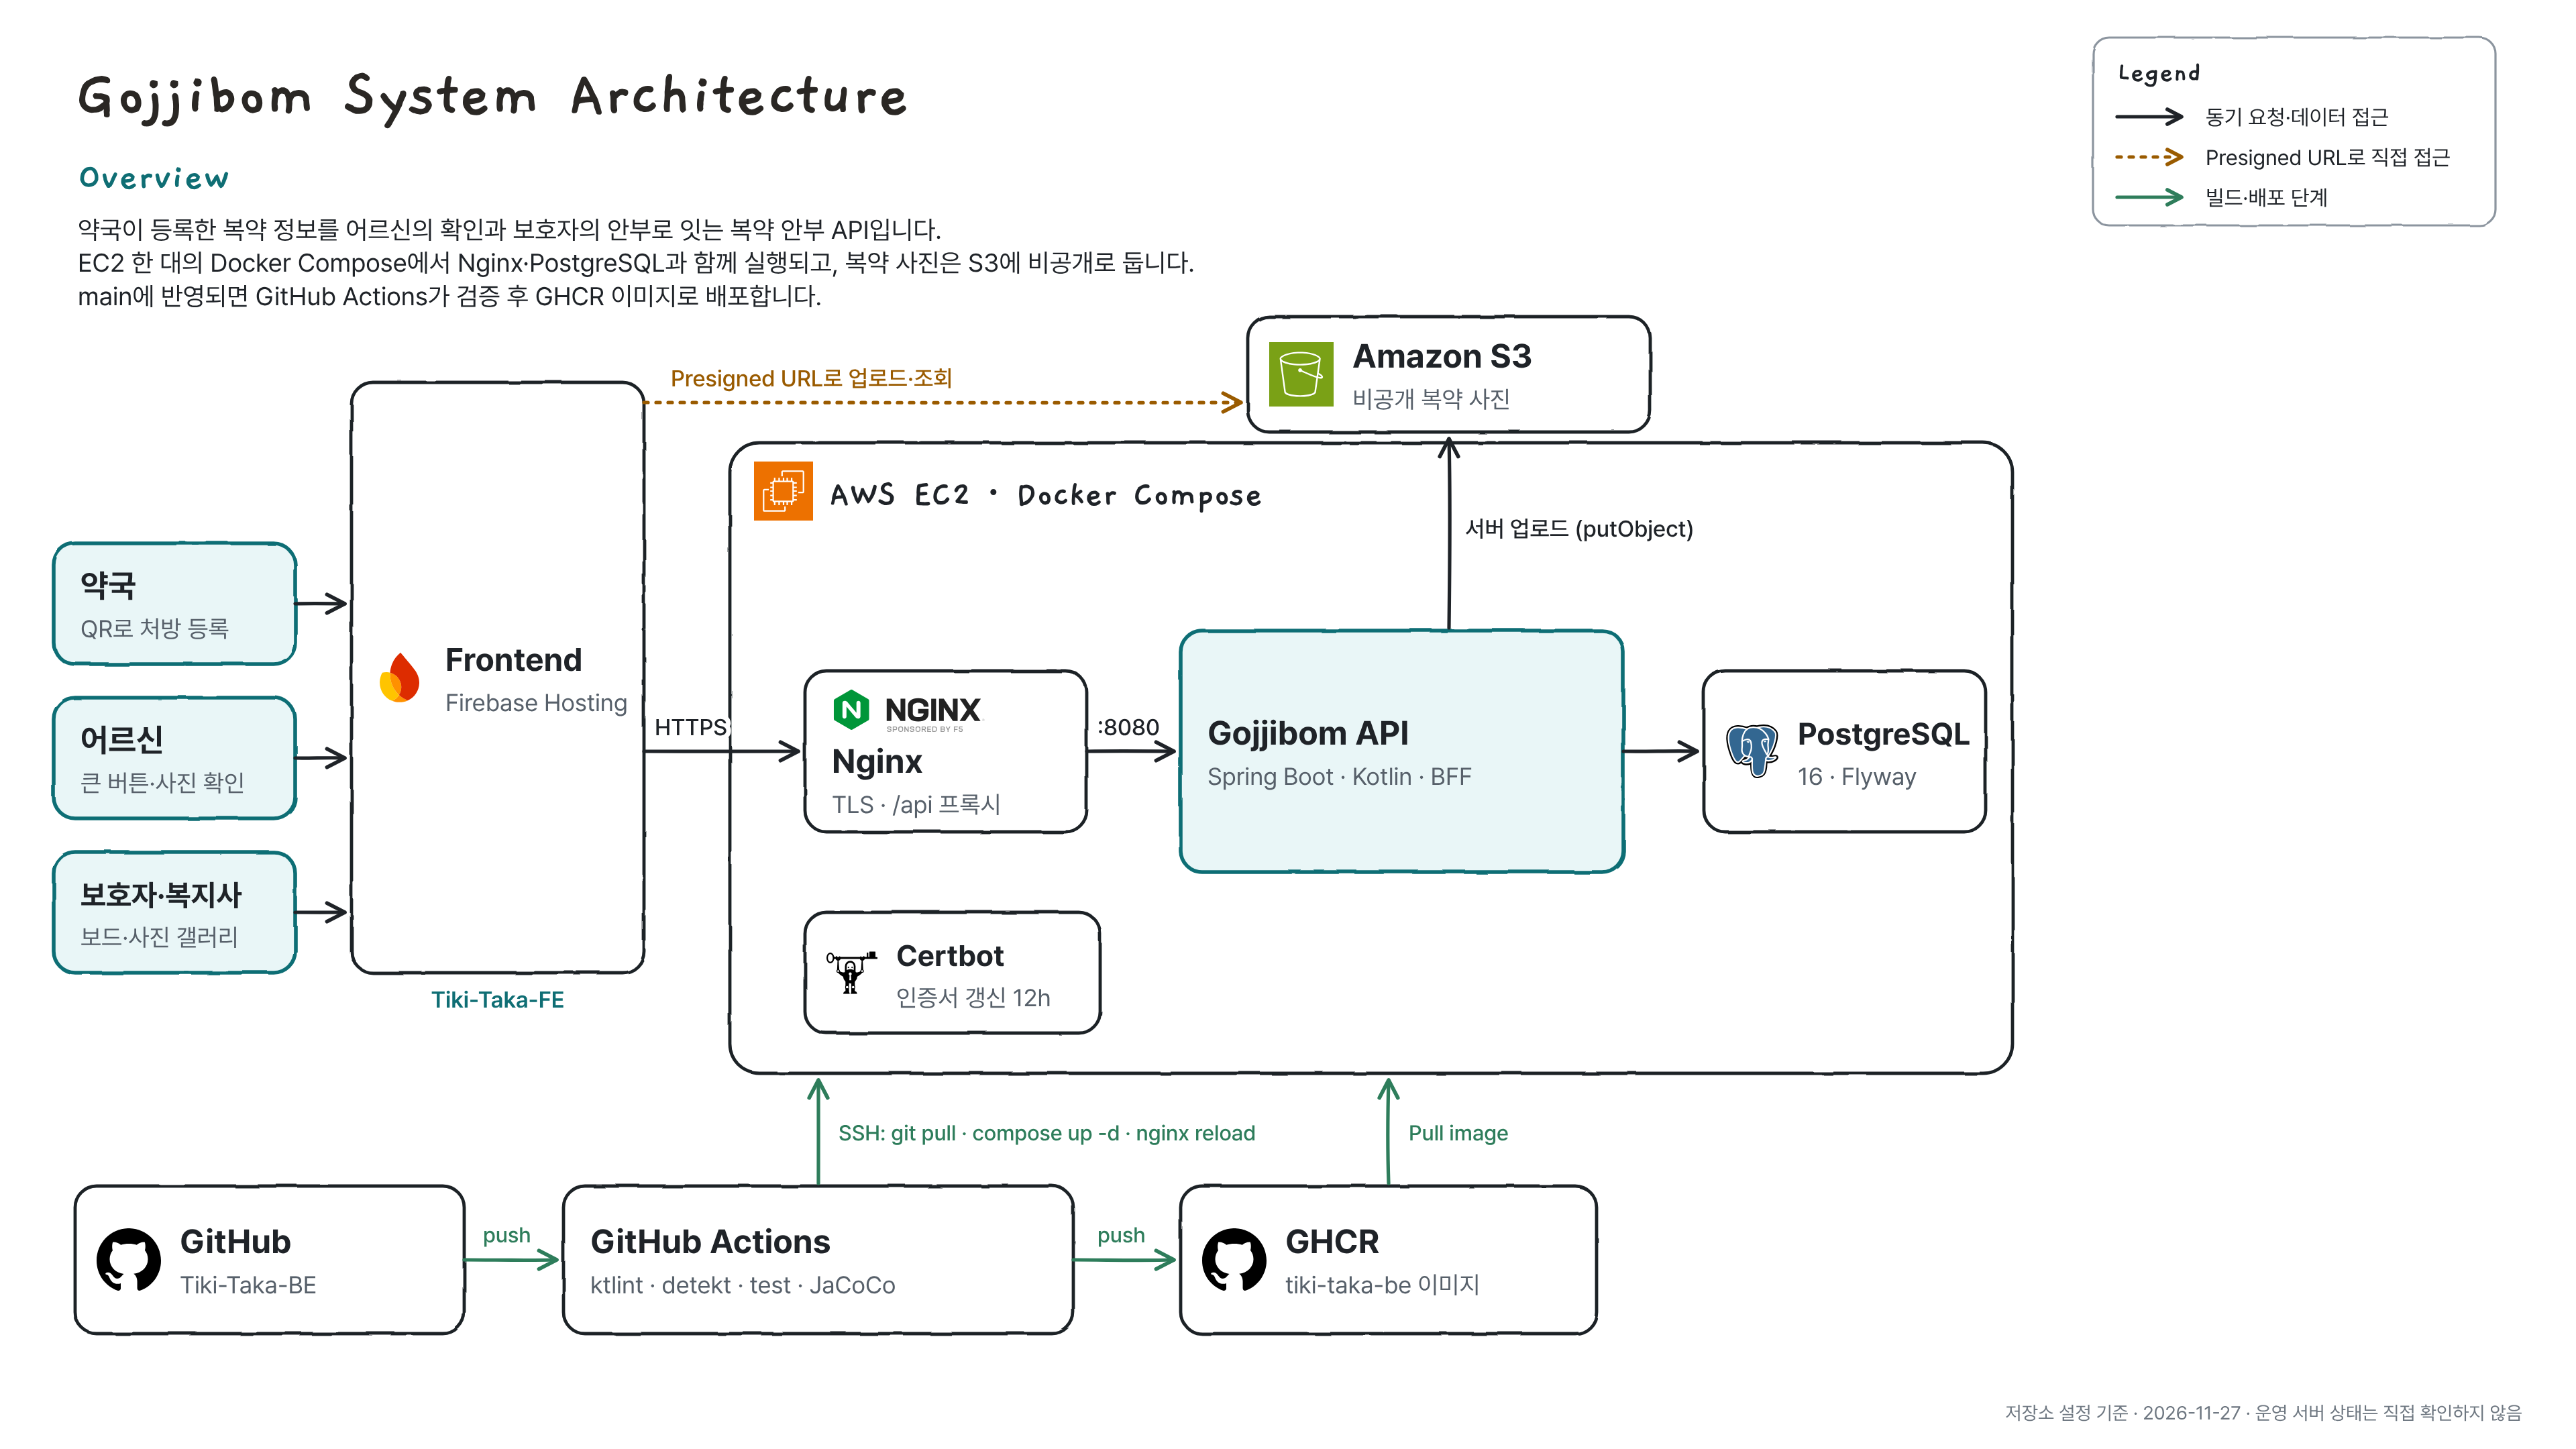 Gojjibom System Architecture
Overview
약국이 등록한 복약 정보를 어르신의 확인과 보호자의 안부로 잇는 복약 안부 API입니다.
EC2 한 대의 Docker Compose에서 Nginx·PostgreSQL과 함께 실행되고, 복약 사진은 S3에 비공개로 둡니다.
main에 반영되면 GitHub Actions가 검증 후 GHCR 이미지로 배포합니다.
Legend
동기 요청·데이터 접근
Presigned URL로 직접 접근
빌드·배포 단계
Presigned URL로 업로드·조회
Amazon S3
비공개 복약 사진
AWS EC2 · Docker Compose
서버 업로드 (putObject)
약국
QR로 처방 등록
어르신
큰 버튼·사진 확인
보호자·복지사
보드·사진 갤러리
Frontend
Firebase Hosting
Tiki-Taka-FE
HTTPS
NGINX
SPONSORED BY F5
Nginx
TLS · /api 프록시
:8080
Gojjibom API
Spring Boot · Kotlin · BFF
PostgreSQL
16 · Flyway
Certbot
인증서 갱신 12h
SSH: git pull · compose up -d · nginx reload
Pull image
GitHub
Tiki-Taka-BE
push
GitHub Actions
ktlint · detekt · test · JaCoCo
push
GHCR
tiki-taka-be 이미지
저장소 설정 기준 · 2026-11-27 · 운영 서버 상태는 직접 확인하지 않음